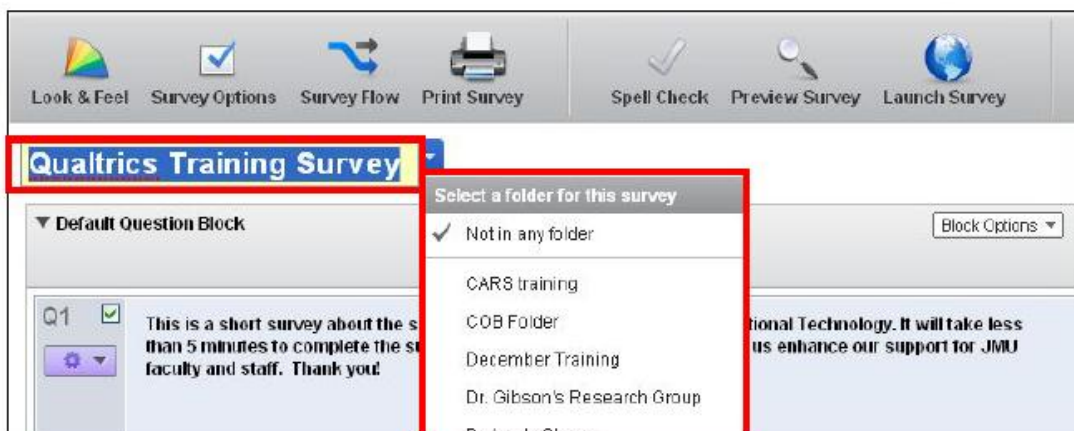 Look & Feel Survey Options Survey Flow Print Survey Spell Check Preview Survey Launch Survey
Qualtrics Training Survey
Select a folder for this survey
Default Question Block
Block Options
Not in any folder
CARS training
COB Folder
December Training
Dr. Gibson's Research Group
Q1
This is a short survey about the s tional Technology. It will take less
than 5 minutes to complete the su us enhance our support for JMU
faculty and staff. Thank you!